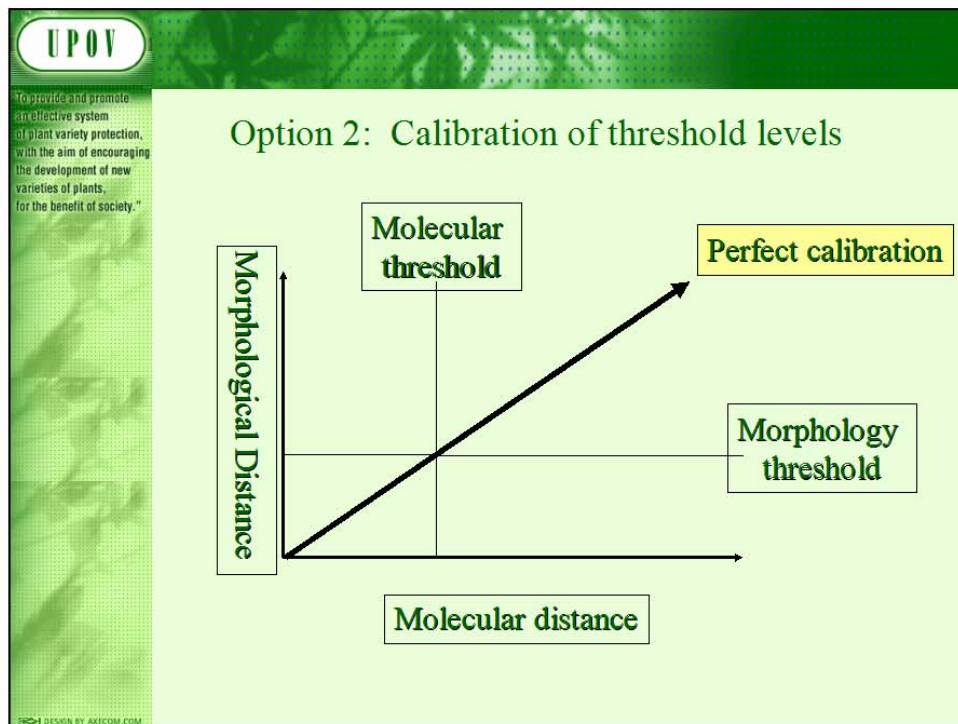 UPOV
"To provide and promote
an effective system
of plant variety protection,
with the aim of encouraging
the development of new
varieties of plants,
for the benefit of society."
Option 2: Calibration of threshold levels
Molecular
threshold
Perfect calibration
Morphological Distance
Morphology
threshold
Molecular distance
DESIGN BY AXECOM.COM